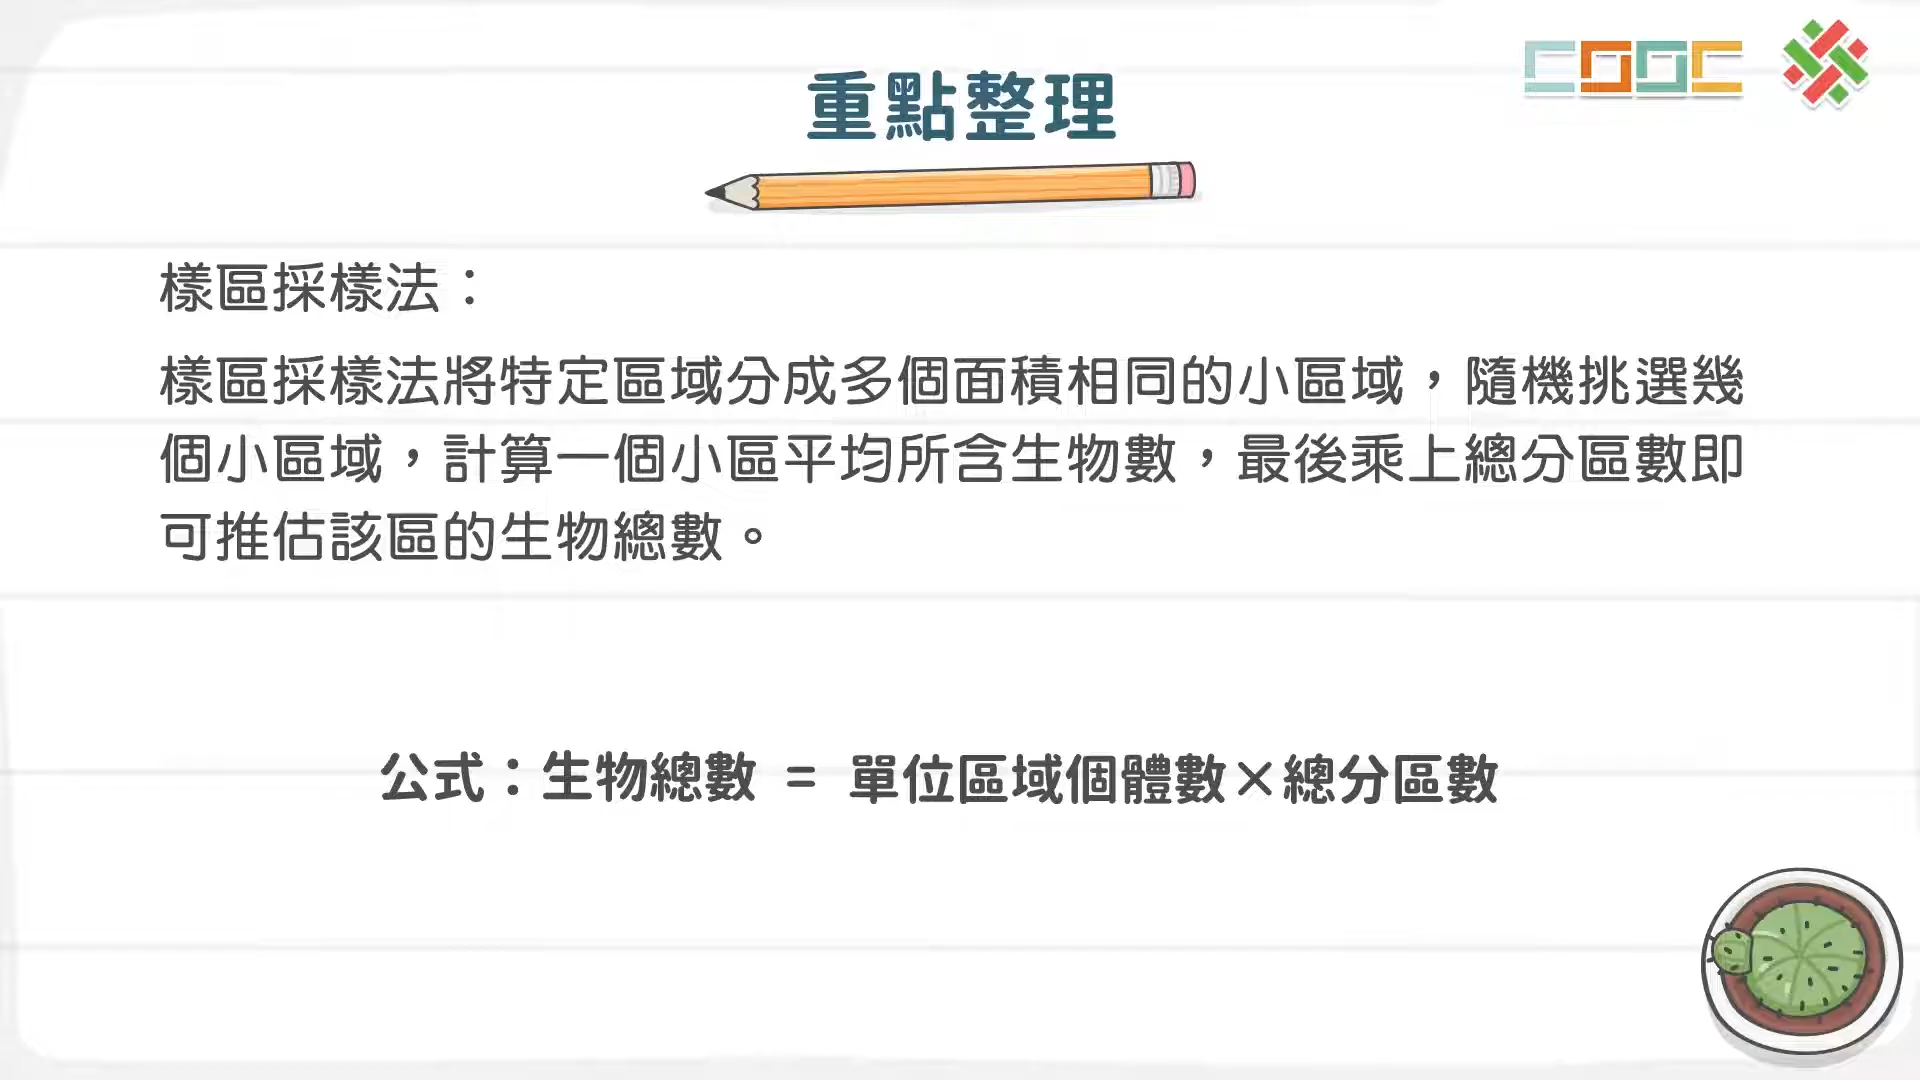 COOC
重點整理
樣區採樣法：
樣區採樣法將特定區域分成多個面積相同的小區域，隨機挑選幾
個小區域，計算一個小區平均所含生物數，最後乘上總分區數即
可推估該區的生物總數。
公式：生物總數 = 單位區域個體數×總分區數